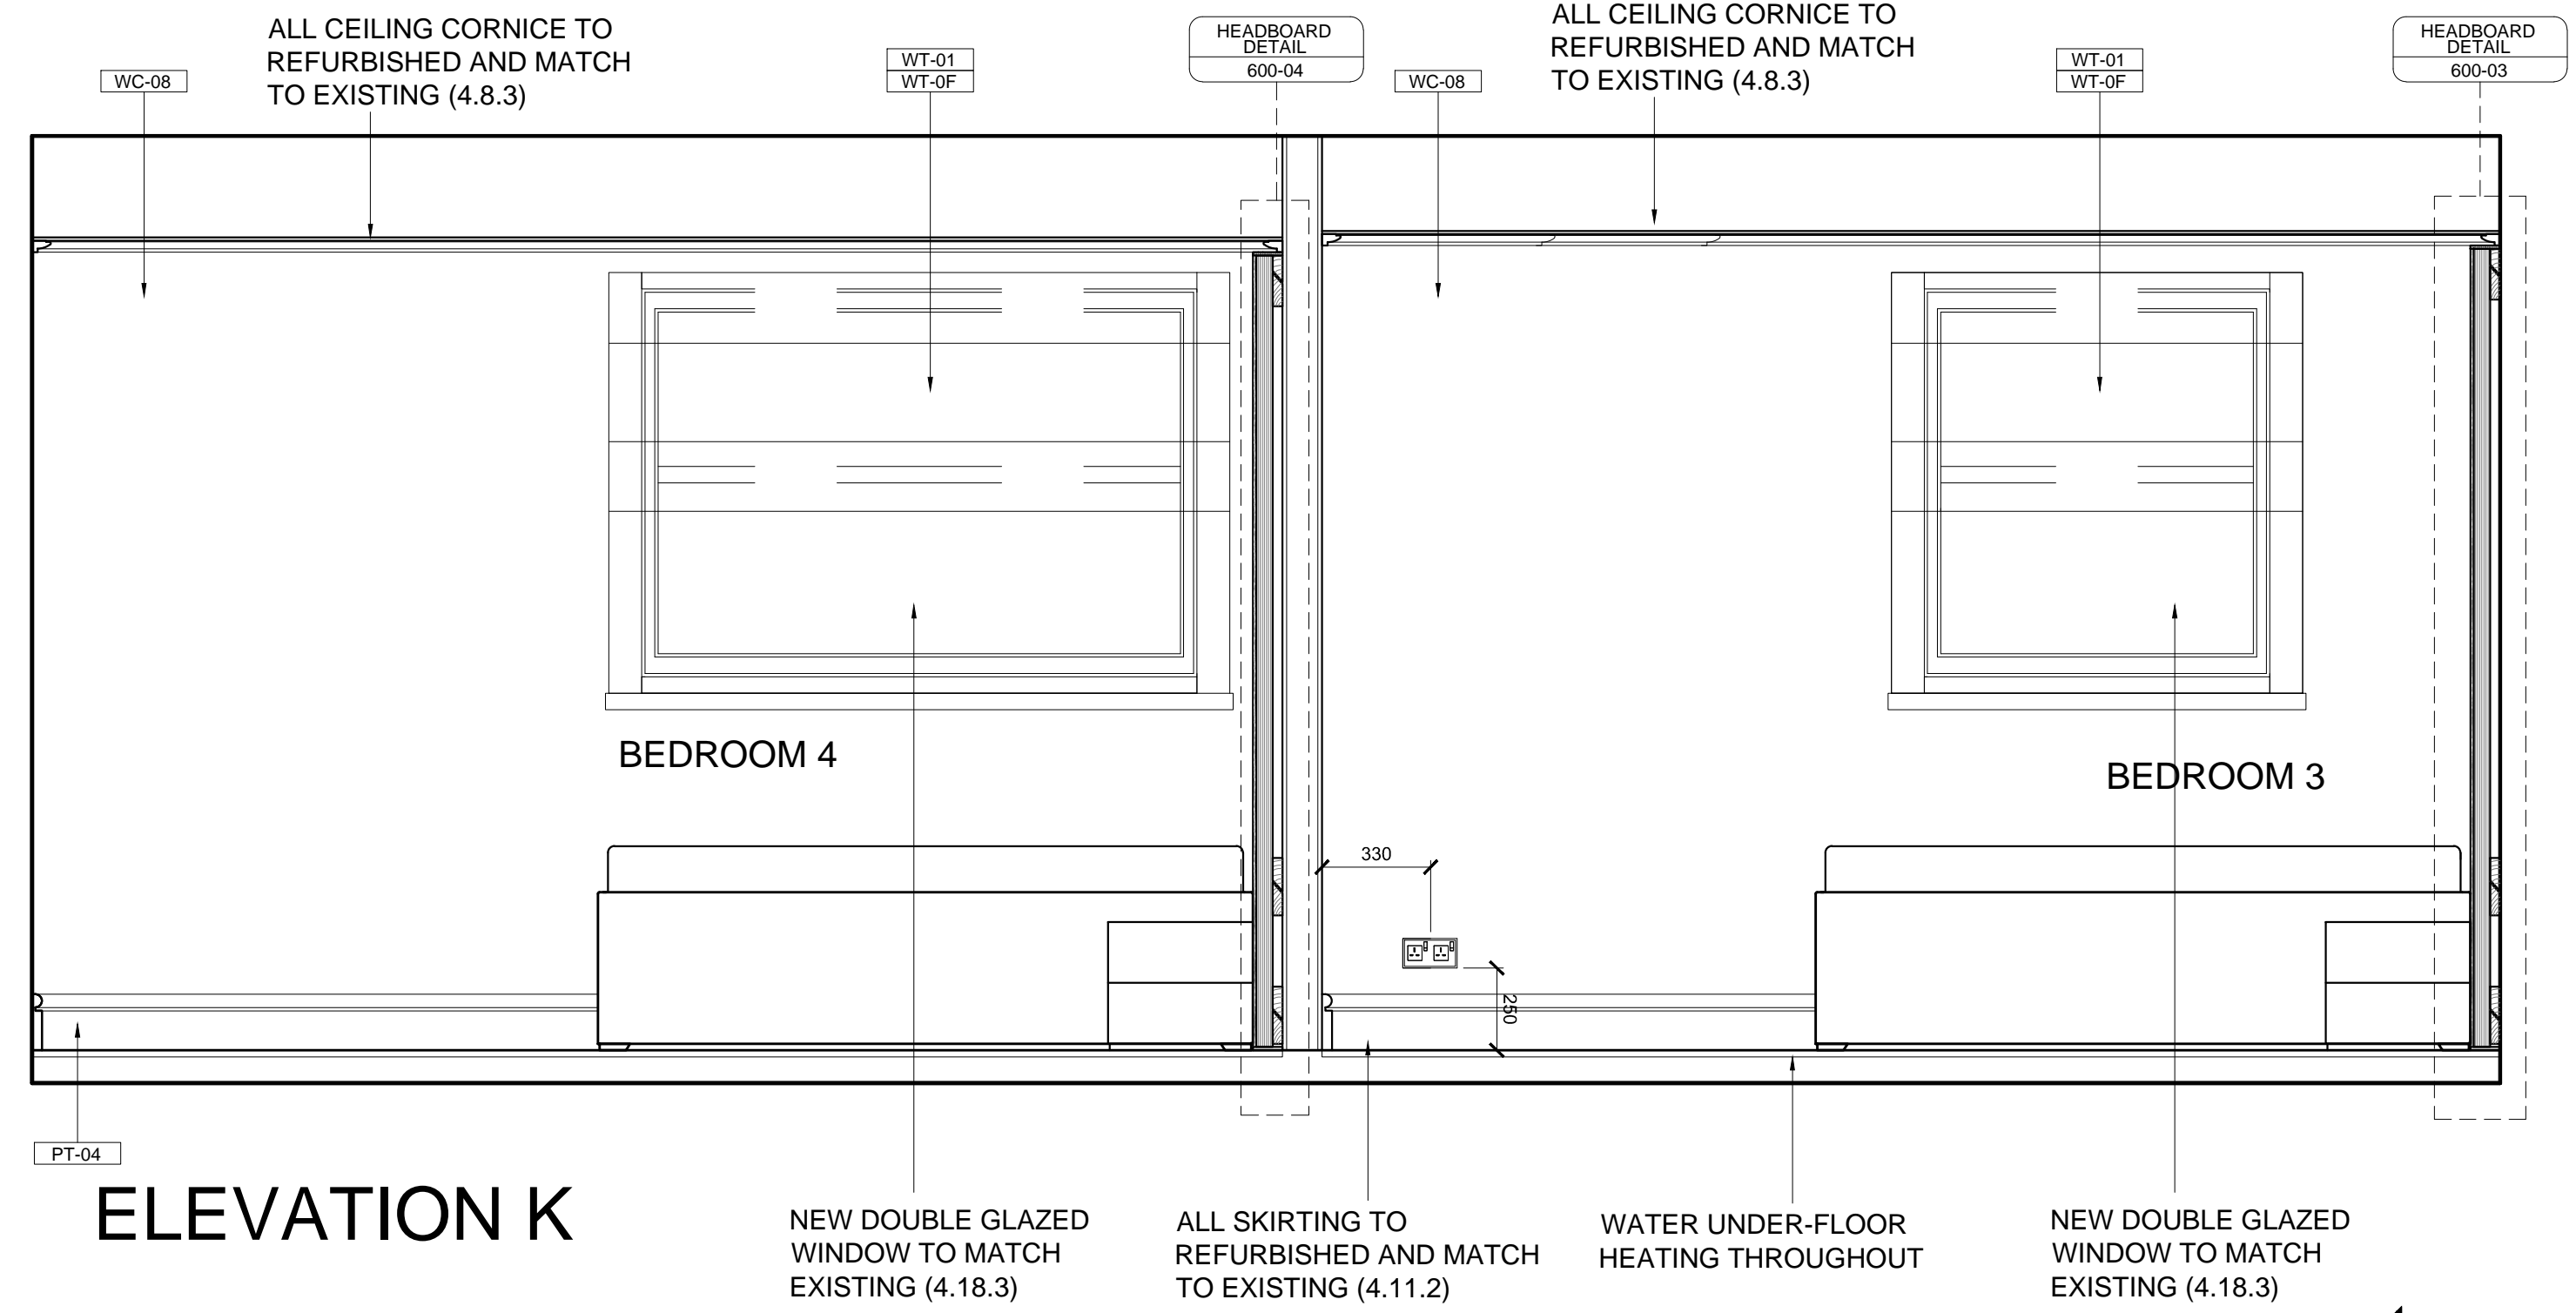 ALL CEILING CORNICE TO
REFURBISHED AND MATCH
TO EXISTING (4.8.3)
WC-08
WT-01
WT-0F
HEADBOARD
DETAIL
600-04
ALL CEILING CORNICE TO
REFURBISHED AND MATCH
TO EXISTING (4.8.3)
WC-08
WT-01
WT-0F
HEADBOARD
DETAIL
600-03
BEDROOM 4
BEDROOM 3
330
250
PT-04
ELEVATION K
NEW DOUBLE GLAZED
WINDOW TO MATCH
EXISTING (4.18.3)
ALL SKIRTING TO
REFURBISHED AND MATCH
TO EXISTING (4.11.2)
WATER UNDER-FLOOR
HEATING THROUGHOUT
NEW DOUBLE GLAZED
WINDOW TO MATCH
EXISTING (4.18.3)